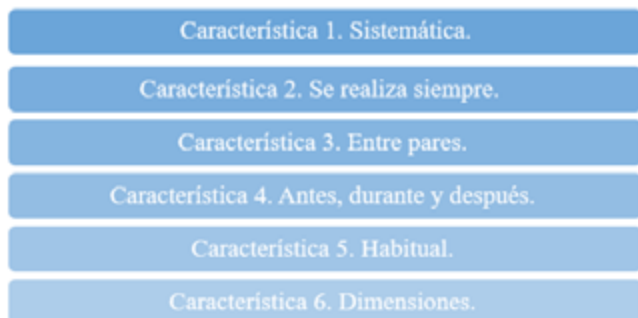 Característica 1. Sistemática.
Característica 2. Se realiza siempre.
Característica 3. Entre pares.
Característica 4. Antes, durante y después.
Característica 5. Habitual.
Característica 6. Dimensiones.